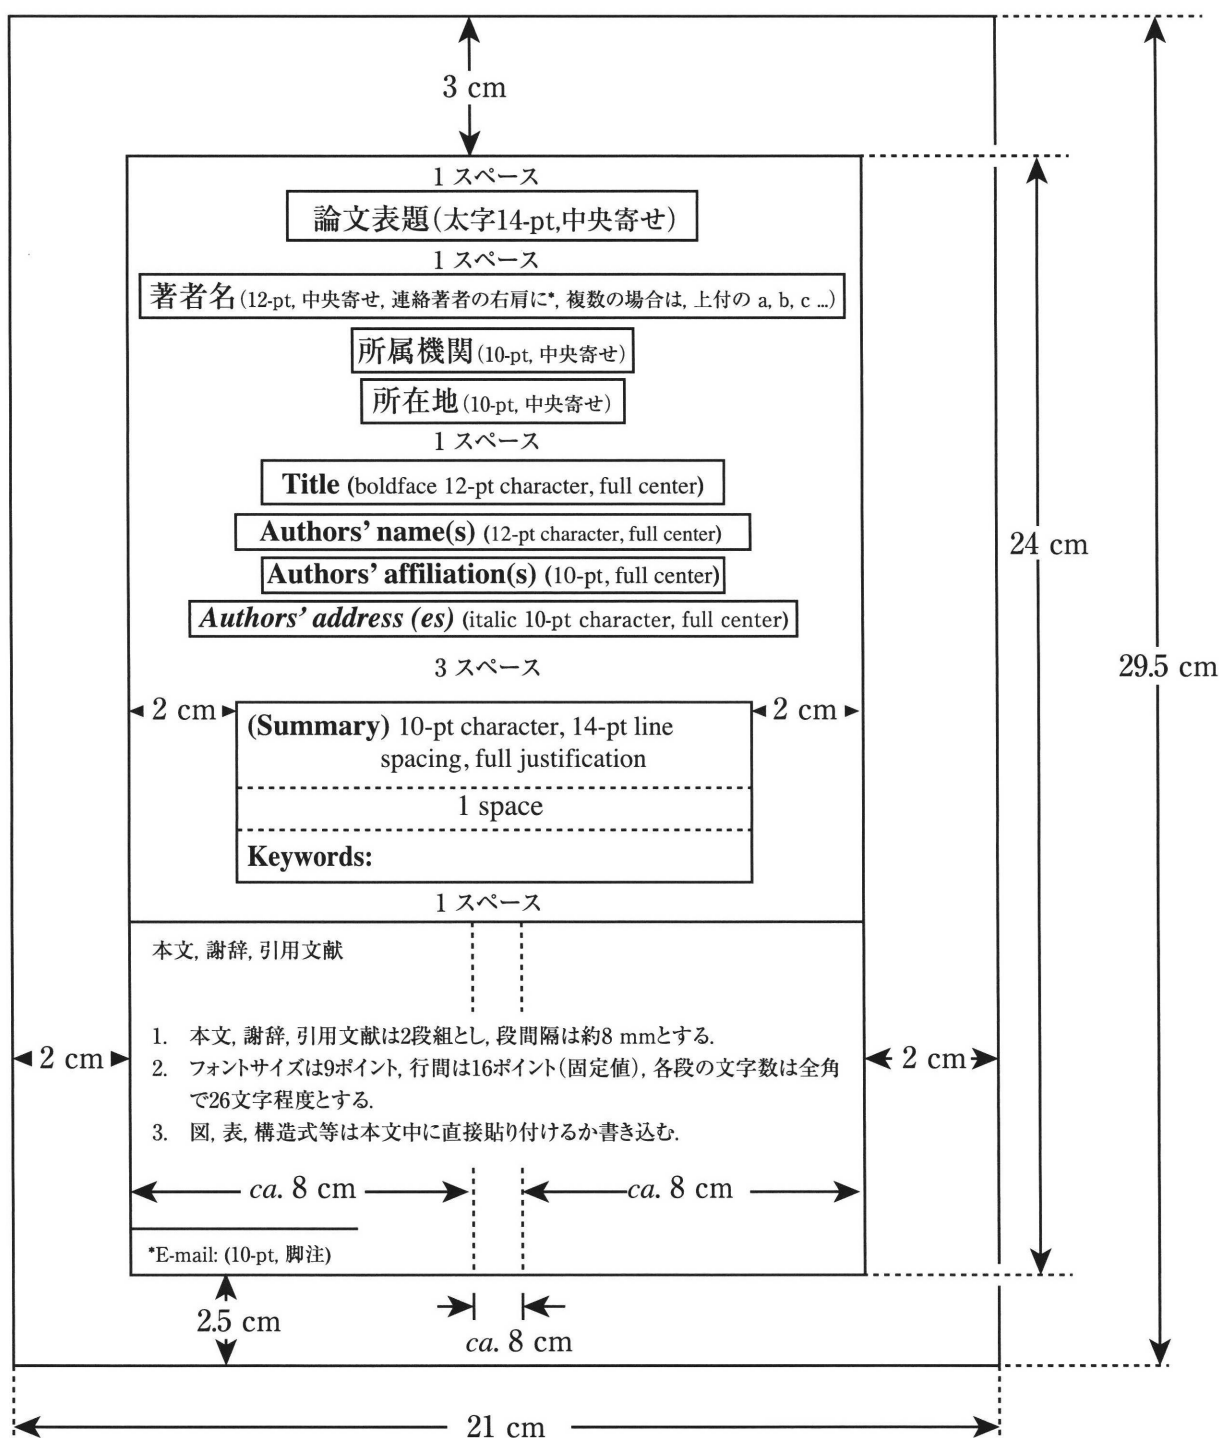 3 cm
1 スペース
論文表題(太字14-pt,中央寄せ)
1 スペース
著者名(12-pt, 中央寄せ, 連絡著者の右肩に*, 複数の場合は, 上付の a, b, c ...)
所属機関(10-pt, 中央寄せ)
所在地(10-pt, 中央寄せ)
1 スペース
Title (boldface 12-pt character, full center)
Authors' name(s) (12-pt character, full center)
Authors' affiliation(s) (10-pt, full center)
Authors' address (es) (italic 10-pt character, full center)
24 cm
3 スペース
29.5 cm
2 cm
2 cm
(Summary) 10-pt character, 14-pt line
spacing, full justification
1 space
Keywords:
1 スペース
本文, 謝辞, 引用文献
1. 本文, 謝辞, 引用文献は2段組とし, 段間隔は約8 mmとする.
2 cm
2 cm
2. フォントサイズは9ポイント, 行間は16ポイント(固定値), 各段の文字数は全角
で26文字程度とする.
3. 図, 表, 構造式等は本文中に直接貼り付けるか書き込む.
ca. 8 cm
ca. 8 cm
*E-mail: (10-pt, 脚注)
2.5 cm
ca. 8 cm
21 cm